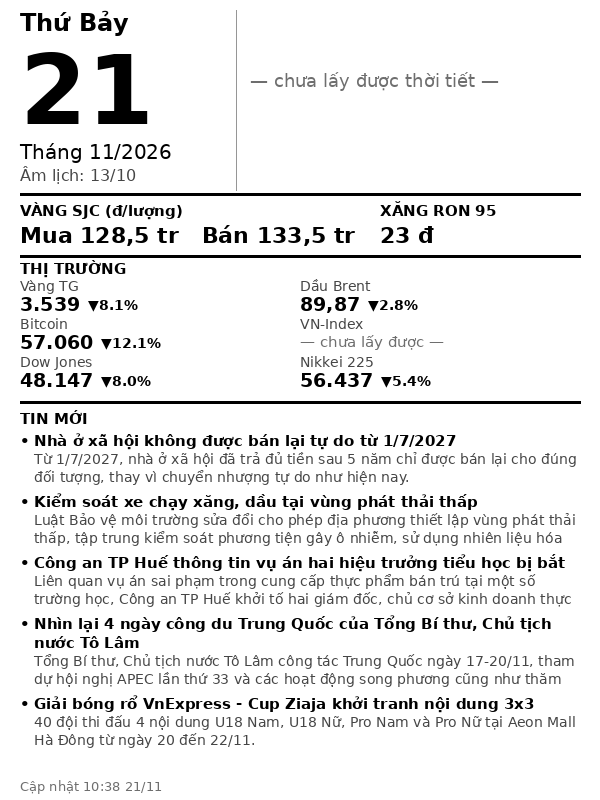 Thứ Bảy
21
Tháng 11/2026
Âm lịch: 13/10
— chưa lấy được thời tiết —
VÀNG SJC (đ/lượng)
Mua 128,5 tr Bán 133,5 tr
XĂNG RON 95
23 đ
THỊ TRƯỜNG
Vàng TG
3.539 ▼8.1%
Dầu Brent
89,87 ▼2.8%
Bitcoin
57.060 ▼12.1%
VN-Index
— chưa lấy được —
Dow Jones
48.147 ▼8.0%
Nikkei 225
56.437 ▼5.4%
TIN MỚI
• Nhà ở xã hội không được bán lại tự do từ 1/7/2027
Từ 1/7/2027, nhà ở xã hội đã trả đủ tiền sau 5 năm chỉ được bán lại cho đúng
đối tượng, thay vì chuyển nhượng tự do như hiện nay.
• Kiểm soát xe chạy xăng, dầu tại vùng phát thải thấp
Luật Bảo vệ môi trường sửa đổi cho phép địa phương thiết lập vùng phát thải
thấp, tập trung kiểm soát phương tiện gây ô nhiễm, sử dụng nhiên liệu hóa
• Công an TP Huế thông tin vụ án hai hiệu trưởng tiểu học bị bắt
Liên quan vụ án sai phạm trong cung cấp thực phẩm bán trú tại một số
trường học, Công an TP Huế khởi tố hai giám đốc, chủ cơ sở kinh doanh thực
• Nhìn lại 4 ngày công du Trung Quốc của Tổng Bí thư, Chủ tịch
nước Tô Lâm
Tổng Bí thư, Chủ tịch nước Tô Lâm công tác Trung Quốc ngày 17-20/11, tham
dự hội nghị APEC lần thứ 33 và các hoạt động song phương cũng như thăm
• Giải bóng rổ VnExpress - Cup Ziaja khởi tranh nội dung 3x3
40 đội thi đấu 4 nội dung U18 Nam, U18 Nữ, Pro Nam và Pro Nữ tại Aeon Mall
Hà Đông từ ngày 20 đến 22/11.
Cập nhật 10:38 21/11